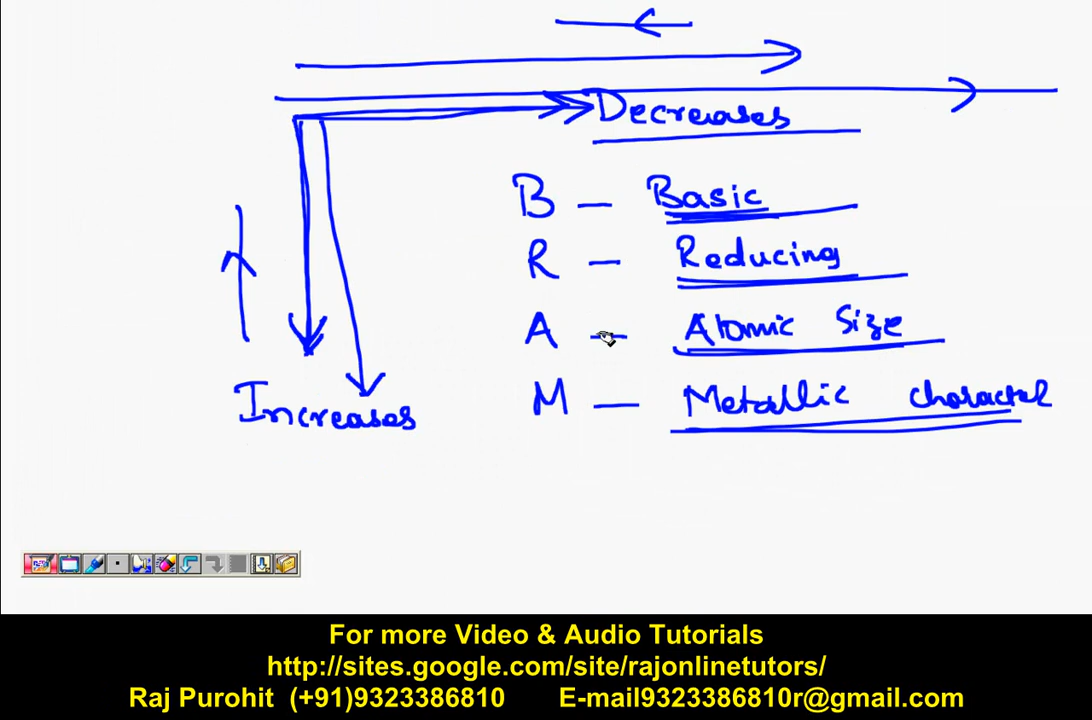 Decreases
B – Basic
R – Reducing
A – Atomic Size
M – Metallic character
Increases
For more Video & Audio Tutorials
http://sites.google.com/site/rajonlinetutors/
Raj Purohit (+91)9323386810 E-mail9323386810r@gmail.com